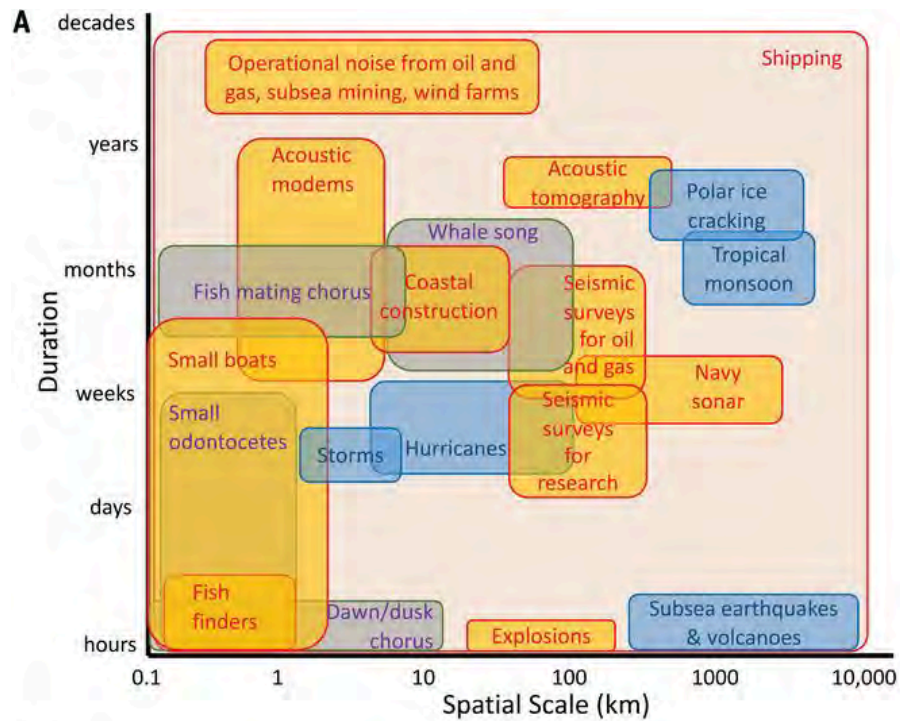 A
decades
Shipping
Operational noise from oil and
gas, subsea mining, wind farms
years
Acoustic
modems
Acoustic
tomography
Polar ice
cracking
Whale song
months
Tropical
monsoon
Fish mating chorus
Coastal
construction
Seismic
surveys
for oil
and gas
Duration
Small boats
weeks
Navy
sonar
Small
odontocetes
Seismic
surveys
for
research
Storms
Hurricanes
days
Fish
finders
Dawn/dusk
chorus
Explosions
Subsea earthquakes
& volcanoes
hours
0.1 1 10 100 1000 10,000
Spatial Scale (km)